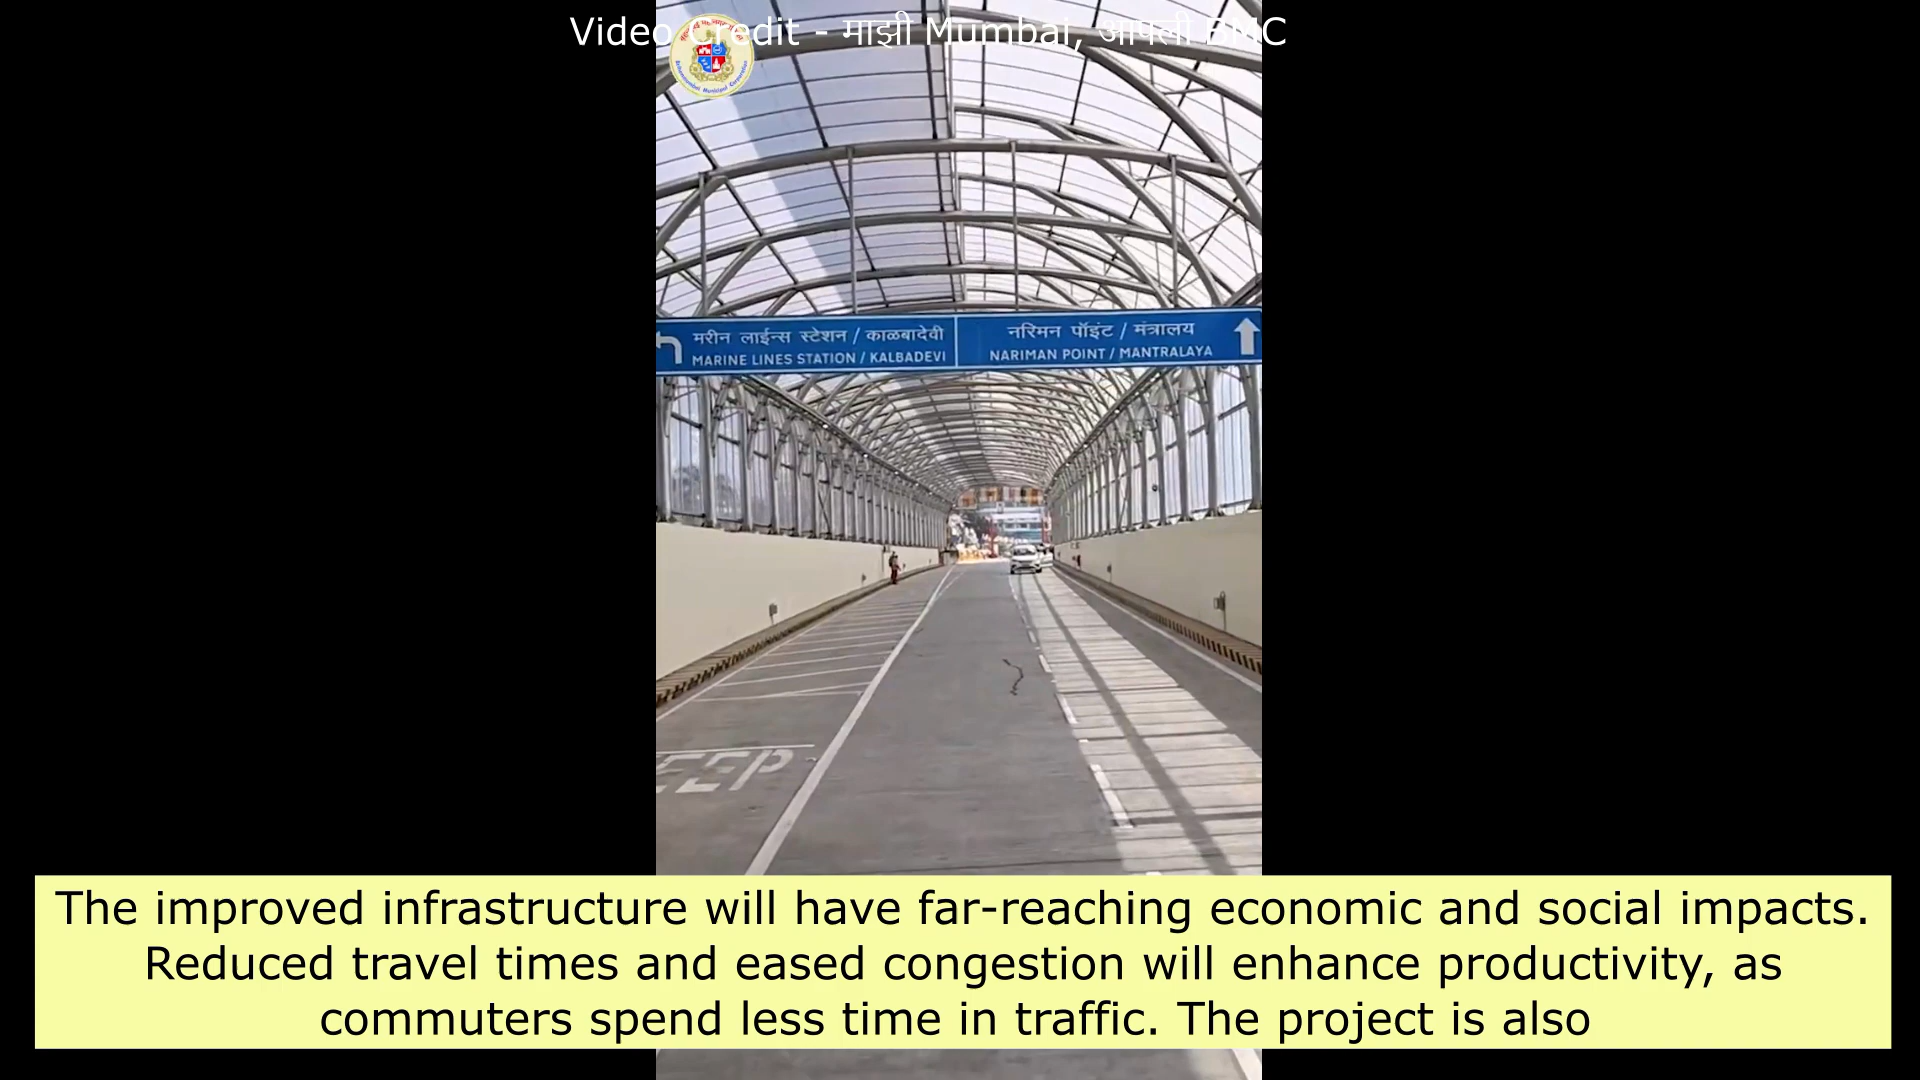 Video Credit - माझी Mumbai, आपली BMC
मरीन लाईन्स स्टेशन / काळबादेवी
MARINE LINES STATION / KALBADEVI
नरिमन पॉइंट / मंत्रालय
NARIMAN POINT / MANTRALAYA
EEP
The improved infrastructure will have far-reaching economic and social impacts.
Reduced travel times and eased congestion will enhance productivity, as
commuters spend less time in traffic. The project is also